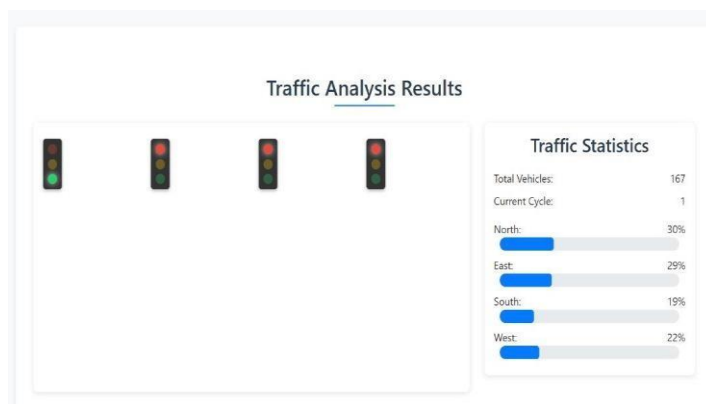 Traffic Analysis Results
Traffic Statistics
Total Vehicles: 167
Current Cycle: 1
North: 30%
East: 29%
South: 19%
West: 22%